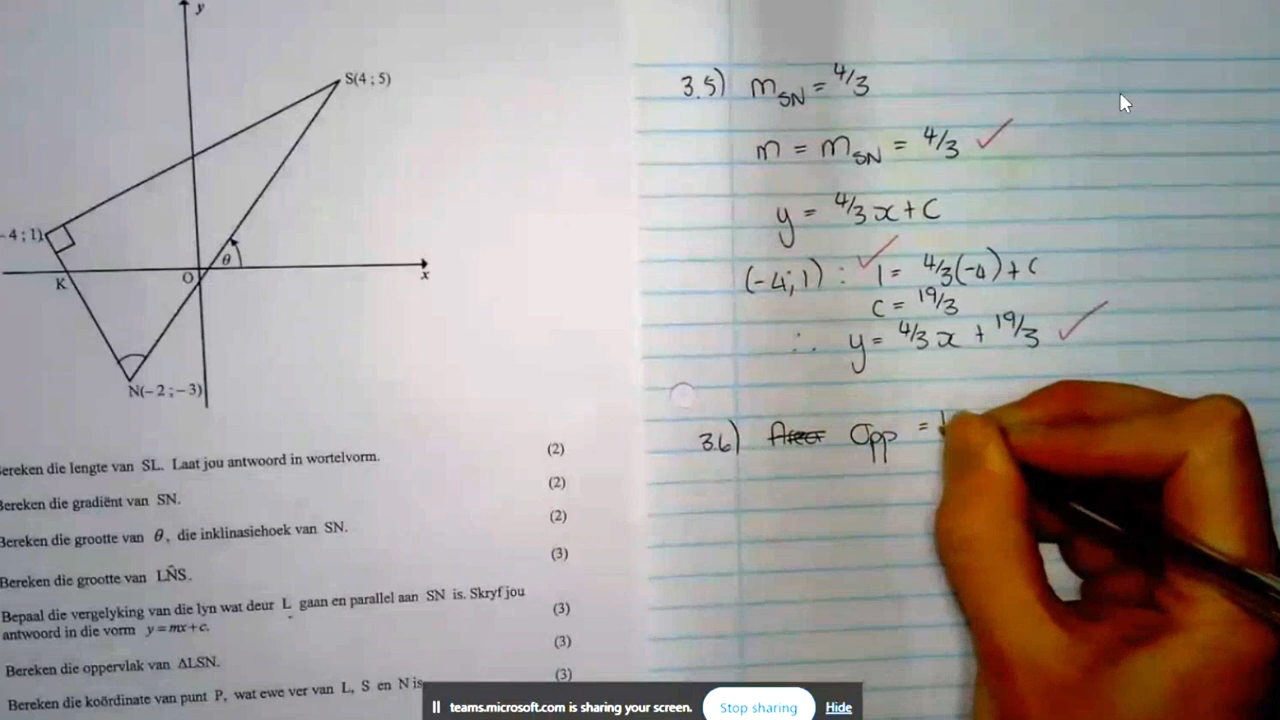 y
S(4 ; 5)
- 4 ; 1)
θ
x
K
O
N(-2 ; -3)
Bereken die lengte van SL. Laat jou antwoord in wortelvorm. (2)
Bereken die gradiënt van SN. (2)
Bereken die grootte van θ, die inklinasiehoek van SN. (2)
Bereken die grootte van LN̂S. (3)
Bepaal die vergelyking van die lyn wat deur L gaan en parallel aan SN is. Skryf jou
antwoord in die vorm y = mx + c. (3)
Bereken die oppervlak van ΔLSN. (3)
Bereken die koördinate van punt P, wat ewe ver van L, S en N is (3)
3.5) m_SN = 4/3
m = m_SN = 4/3 ✓
y = 4/3 x + c
(-4;1) : ✓ 1 = 4/3(-4) + c
c = 19/3
∴ y = 4/3 x + 19/3 ✓
3.6) Opp =
teams.microsoft.com is sharing your screen. Stop sharing Hide